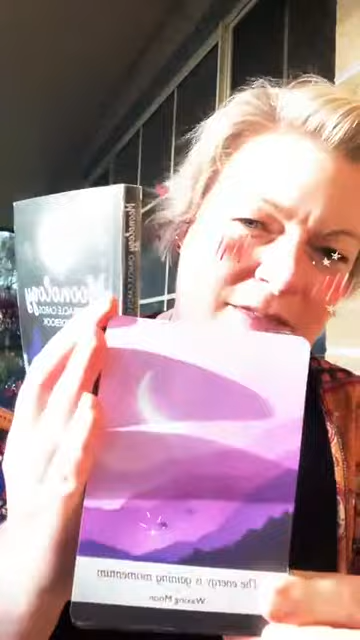 Moonology
ORACLE CARDS
GUIDEBOOK
The energy is gaining momentum
Waxing Moon